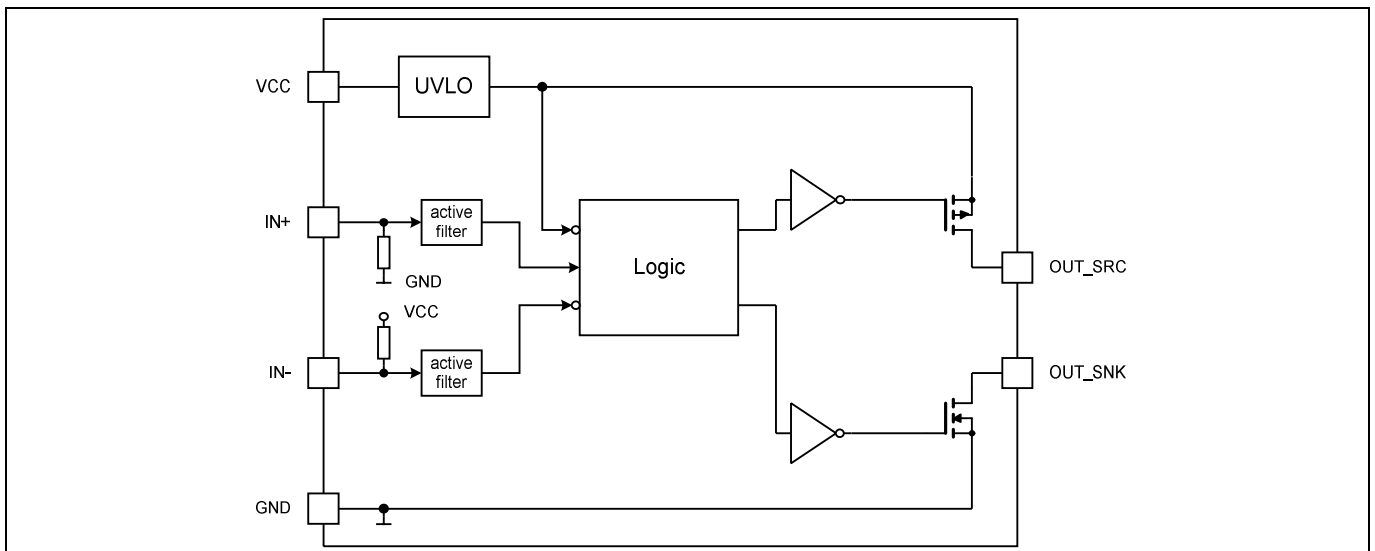 VCC
UVLO
IN+
active
filter
GND
VCC
IN-
active
filter
Logic
OUT_SRC
OUT_SNK
GND